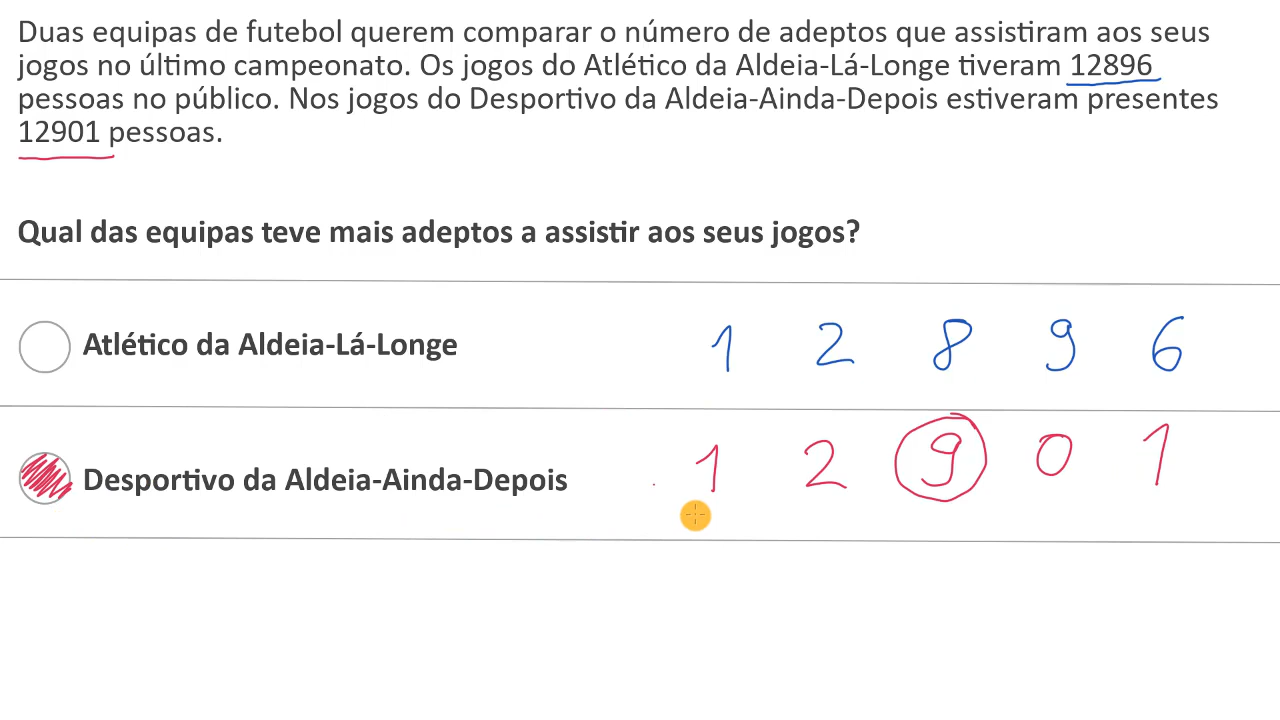 Duas equipas de futebol querem comparar o número de adeptos que assistiram aos seus
jogos no último campeonato. Os jogos do Atlético da Aldeia-Lá-Longe tiveram 12896
pessoas no público. Nos jogos do Desportivo da Aldeia-Ainda-Depois estiveram presentes
12901 pessoas.
Qual das equipas teve mais adeptos a assistir aos seus jogos?
Atlético da Aldeia-Lá-Longe 1 2 8 9 6
Desportivo da Aldeia-Ainda-Depois 1 2 9 0 1